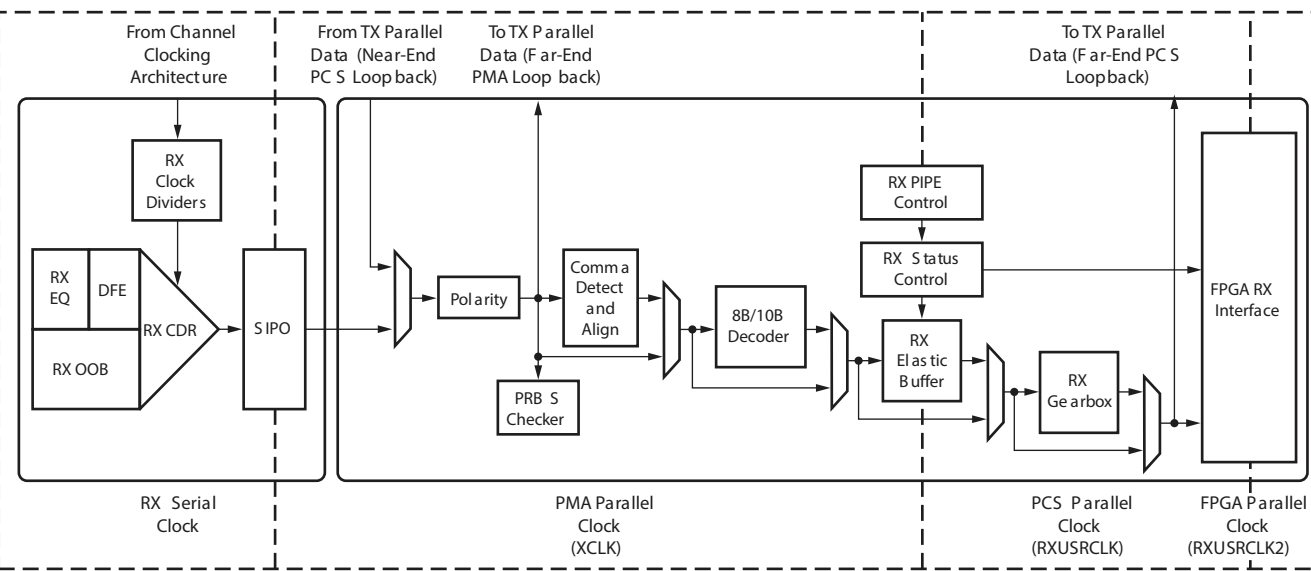 From Channel
Clocking
Architecture
From TX Parallel
Data (Near-End
PCS Loopback)
To TX Parallel
Data (Far-End
PMA Loop back)
To TX Parallel
Data (Far-End PCS
Loopback)
RX
Clock
Dividers
RX PIPE
Control
RX Status
Control
RX
EQ
DFE
RX CDR
RX OOB
SIPO
Polarity
Comma
Detect
and
Align
PRBS
Checker
8B/10B
Decoder
RX
Elastic
Buffer
RX
Gearbox
FPGA RX
Interface
RX Serial
Clock
PMA Parallel
Clock
(XCLK)
PCS Parallel
Clock
(RXUSRCLK)
FPGA Parallel
Clock
(RXUSRCLK2)